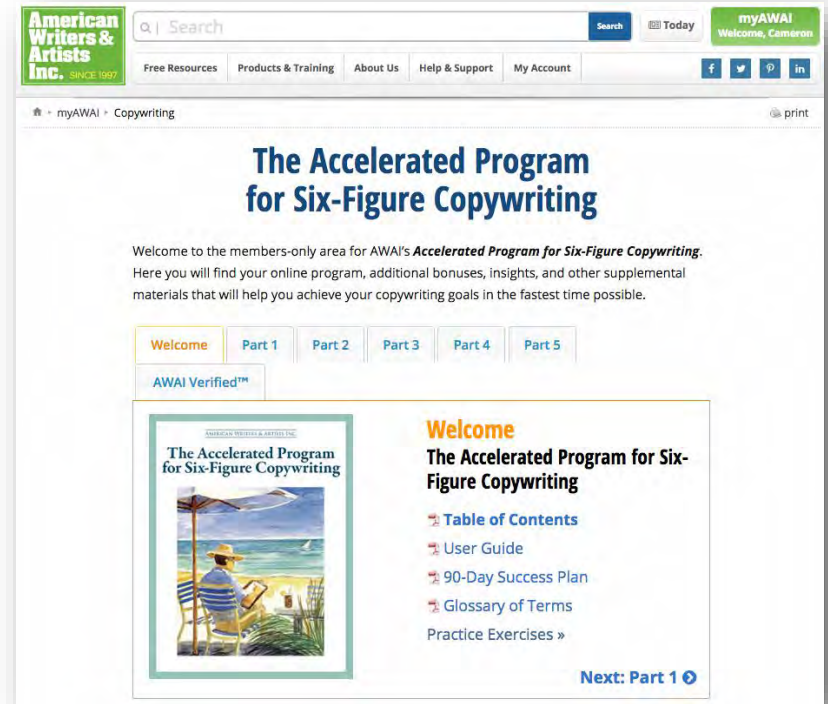 American
Writers &
Artists
Inc. SINCE 1997
Search
Search
Today
myAWAI
Welcome, Cameron
Free Resources Products & Training About Us Help & Support My Account
myAWAI Copywriting
print
The Accelerated Program
for Six-Figure Copywriting
Welcome to the members-only area for AWAI's Accelerated Program for Six-Figure Copywriting.
Here you will find your online program, additional bonuses, insights, and other supplemental
materials that will help you achieve your copywriting goals in the fastest time possible.
Welcome Part 1 Part 2 Part 3 Part 4 Part 5
AWAI Verified™
AMERICAN WRITERS & ARTISTS INC.
The Accelerated Program
for Six-Figure Copywriting
Welcome
The Accelerated Program for Six-
Figure Copywriting
Table of Contents
User Guide
90-Day Success Plan
Glossary of Terms
Practice Exercises »
Next: Part 1